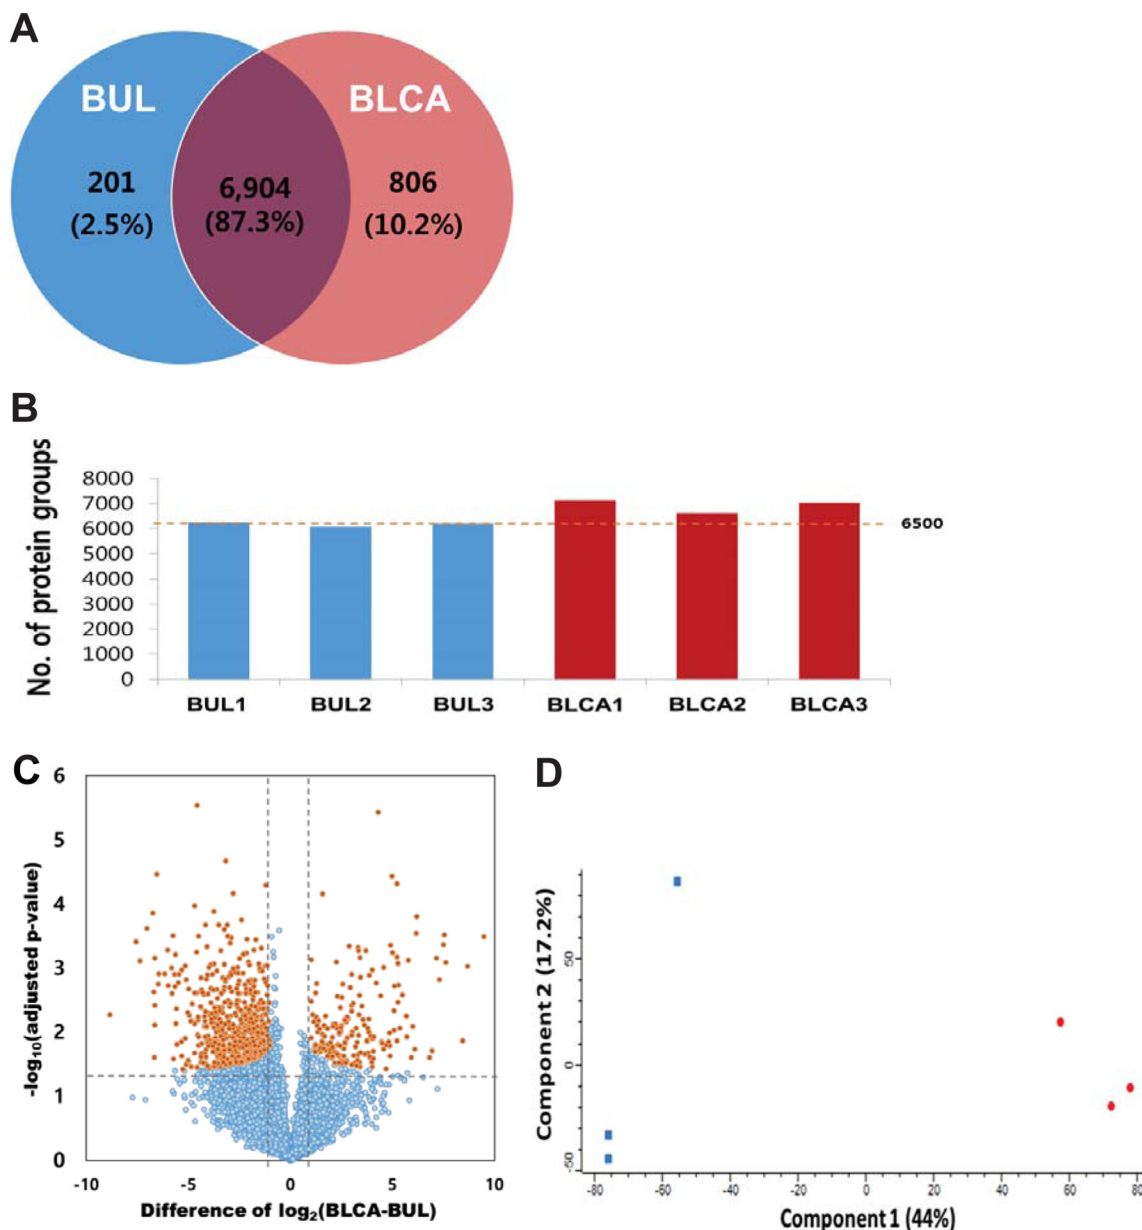 A
BUL
BLCA
201
(2.5%)
6,904
(87.3%)
806
(10.2%)
B
No. of protein groups
8000
7000
6000
5000
4000
3000
2000
1000
0
6500
BUL1 BUL2 BUL3 BLCA1 BLCA2 BLCA3
C
-log10(adjusted p-value)
6
5
4
3
2
1
0
-10 -5 0 5 10
Difference of log2(BLCA-BUL)
D
Component 2 (17.2%)
50
0
-50
-80 -60 -40 -20 0 20 40 60 80
Component 1 (44%)